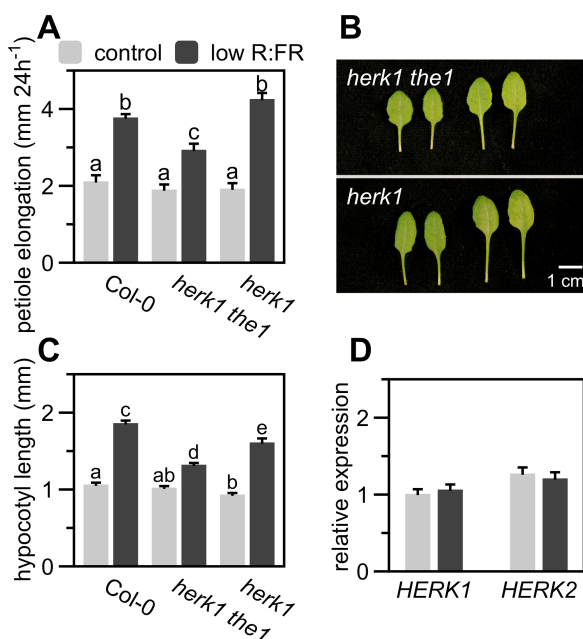 A
control low R:FR
petiole elongation (mm 24h⁻¹)
4
2
0
a b a c a b
Col-0 herk1 the1 herk1
B
herk1 the1
herk1
1 cm
C
hypocotyl length (mm)
2
1
0
a c ab d b e
Col-0 herk1 the1 herk1
D
relative expression
2
1
0
HERK1 HERK2